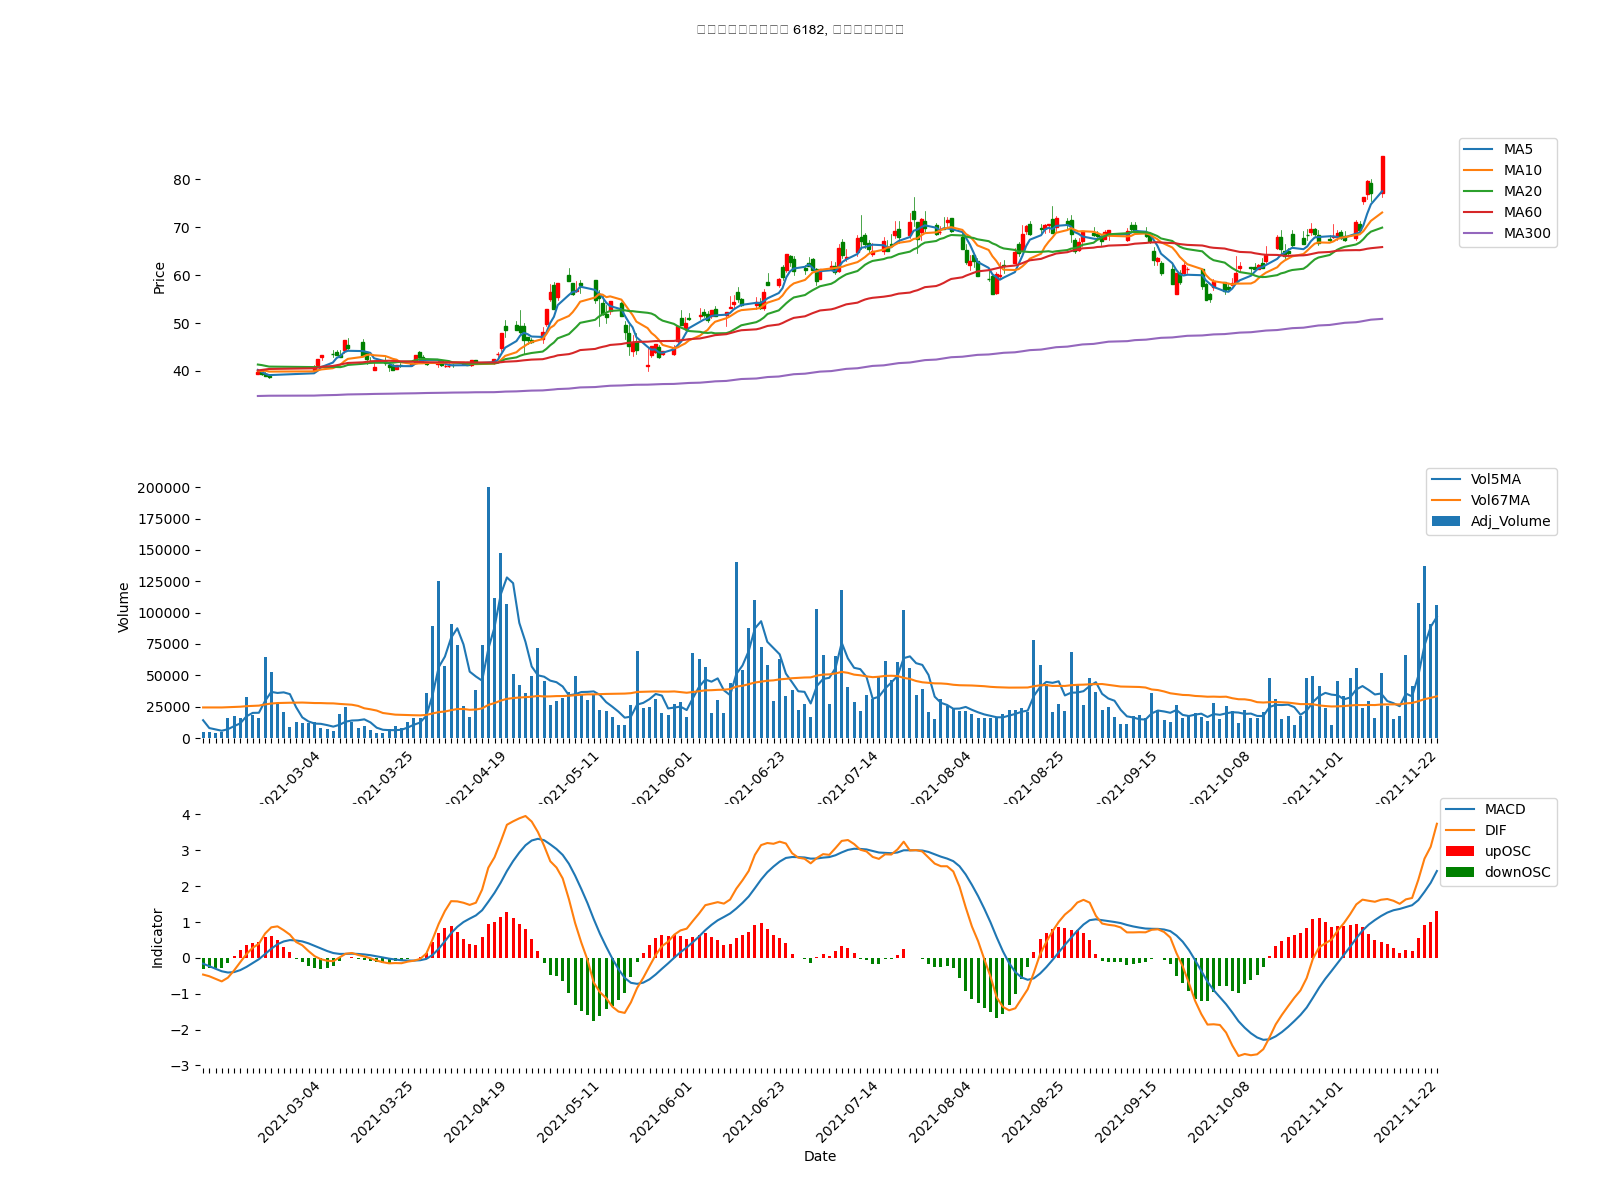 6182,
MA5
MA10
MA20
MA60
MA300
Price
80
70
60
50
40
Vol5MA
Vol67MA
Adj_Volume
Volume
200000
175000
150000
125000
100000
75000
50000
25000
0
2021-03-04 2021-03-25 2021-04-19 2021-05-11 2021-06-01 2021-06-23 2021-07-14 2021-08-04 2021-08-25 2021-09-15 2021-10-08 2021-11-01 2021-11-22
MACD
DIF
upOSC
downOSC
Indicator
4
3
2
1
0
−1
−2
−3
2021-03-04 2021-03-25 2021-04-19 2021-05-11 2021-06-01 2021-06-23 2021-07-14 2021-08-04 2021-08-25 2021-09-15 2021-10-08 2021-11-01 2021-11-22
Date